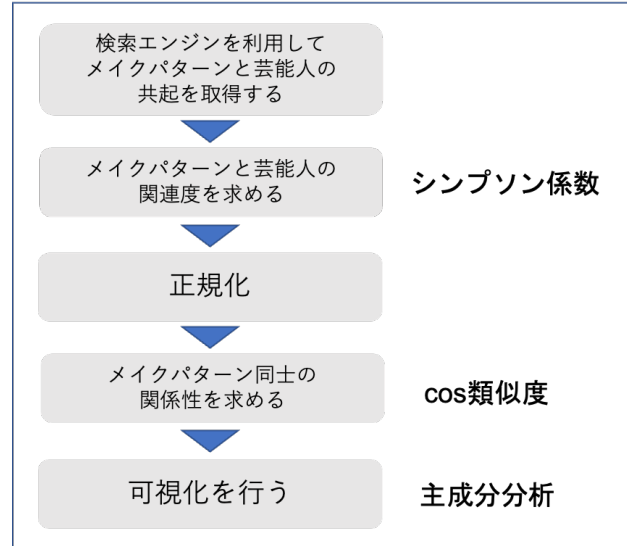 検索エンジンを利用して
メイクパターンと芸能人の
共起を取得する
メイクパターンと芸能人の
関連度を求める
シンプソン係数
正規化
メイクパターン同士の
関係性を求める
cos類似度
可視化を行う
主成分分析